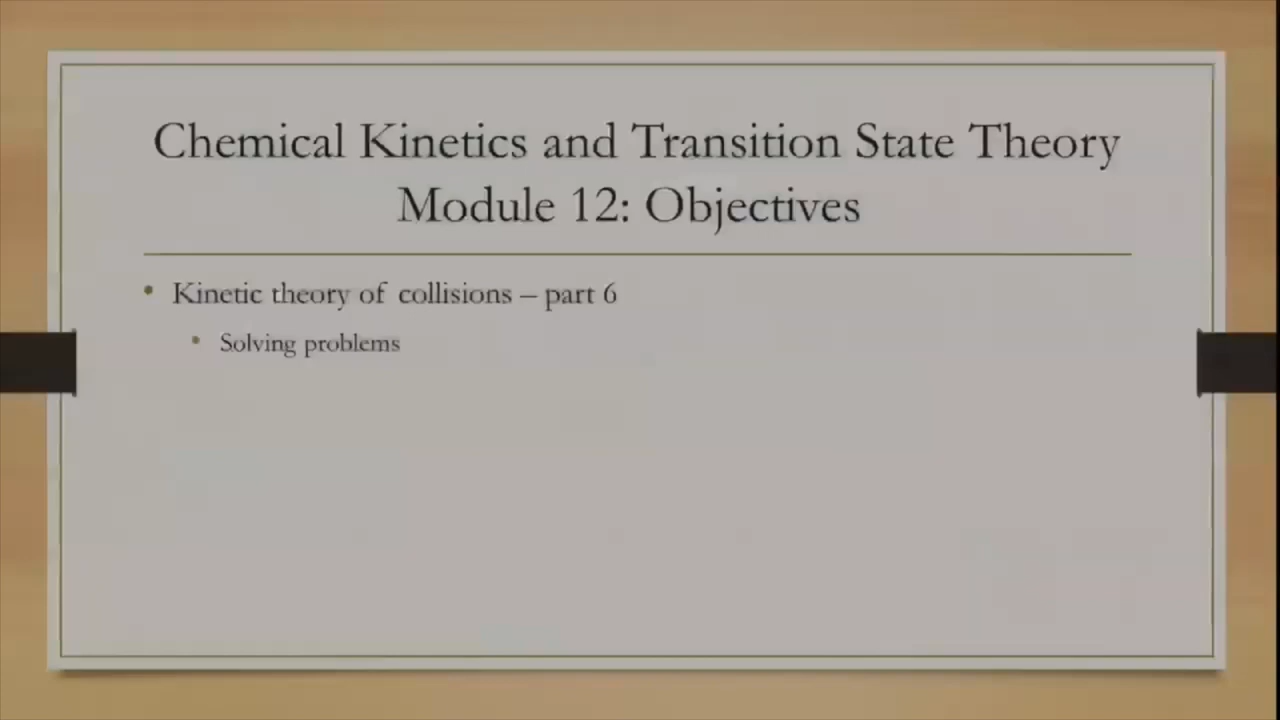 Chemical Kinetics and Transition State Theory
Module 12: Objectives
• Kinetic theory of collisions – part 6
• Solving problems